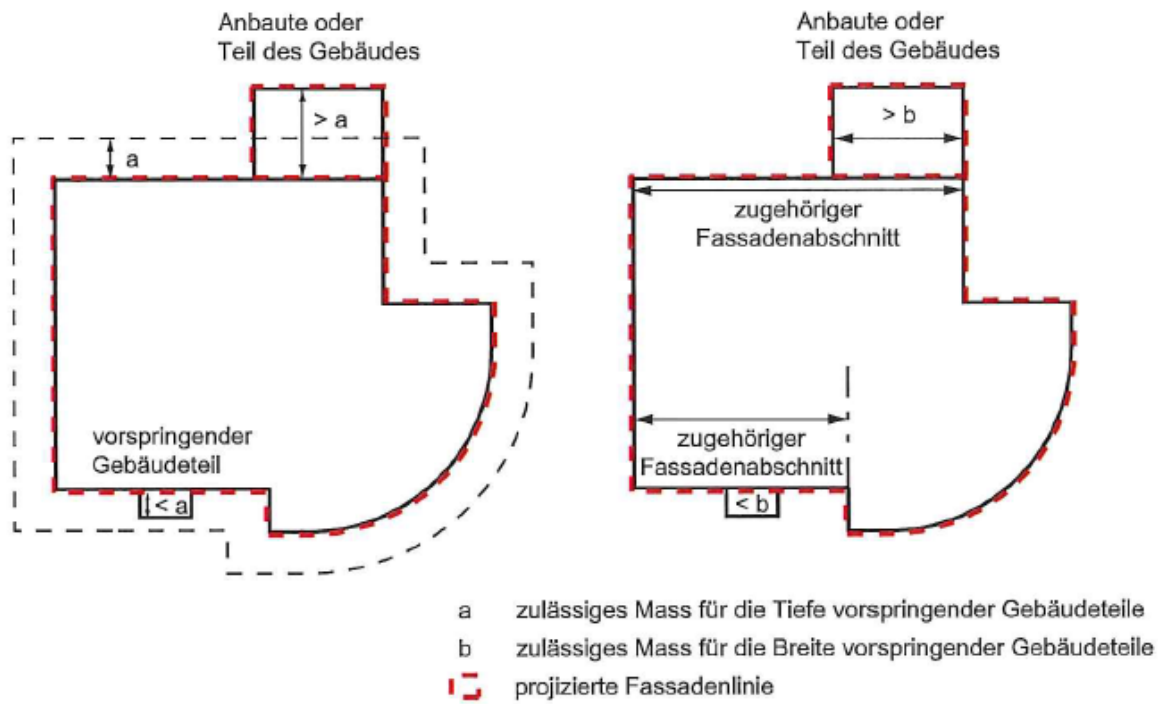 Anbaute oder
Teil des Gebäudes
> a
a
vorspringender
Gebäudeteil
< a
Anbaute oder
Teil des Gebäudes
> b
zugehöriger
Fassadenabschnitt
zugehöriger
Fassadenabschnitt
< b
a zulässiges Mass für die Tiefe vorspringender Gebäudeteile
b zulässiges Mass für die Breite vorspringender Gebäudeteile
projizierte Fassadenlinie